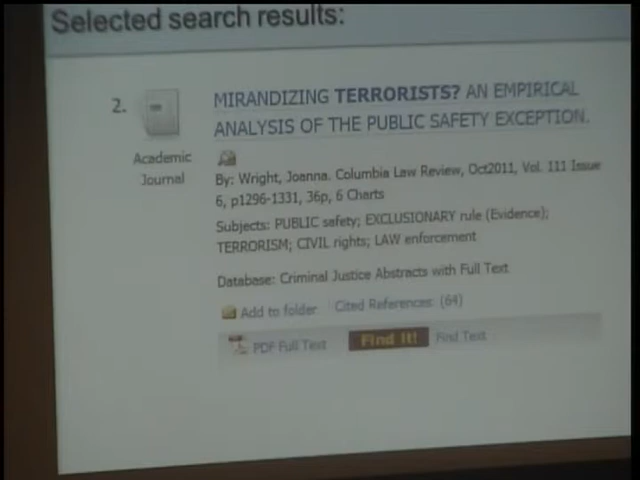 Selected search results:
2.
Academic
Journal
MIRANDIZING TERRORISTS? AN EMPIRICAL
ANALYSIS OF THE PUBLIC SAFETY EXCEPTION.
By: Wright, Joanna. Columbia Law Review, Oct2011, Vol. 111 Issue
6, p1296-1331, 36p, 6 Charts
Subjects: PUBLIC safety; EXCLUSIONARY rule (Evidence);
TERRORISM; CIVIL rights; LAW enforcement
Database: Criminal Justice Abstracts with Full Text
Add to folder Cited References: (64)
PDF Full Text Find It! Find Text